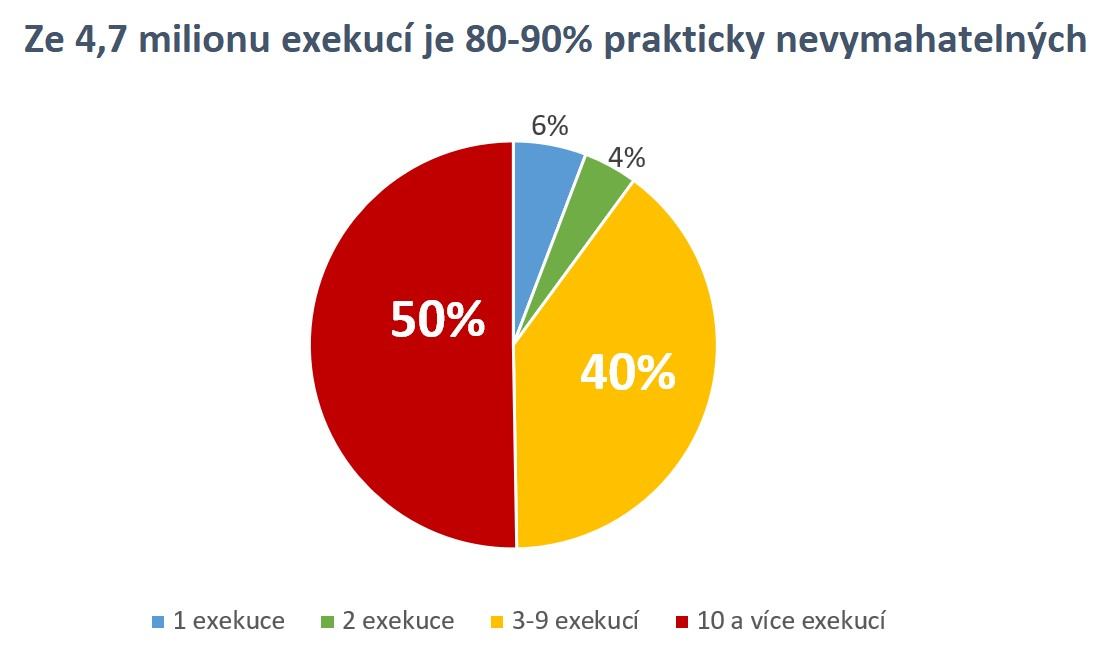 Ze 4,7 milionu exekucí je 80-90% prakticky nevymahatelných
6%
4%
50%
40%
1 exekuce
2 exekuce
3-9 exekucí
10 a více exekucí